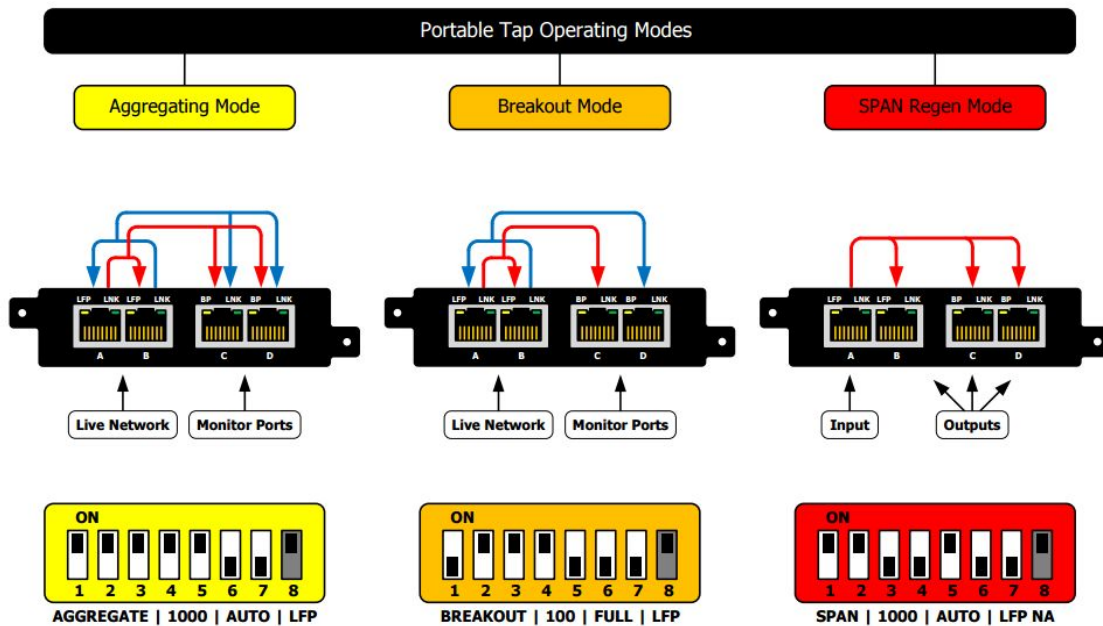 Portable Tap Operating Modes
Aggregating Mode
Breakout Mode
SPAN Regen Mode
LFP LNK LFP LNK BP LNK BP LNK
A B C D
LFP LNK LFP LNK BP LNK BP LNK
A B C D
LFP LNK LFP LNK BP LNK BP LNK
A B C D
Live Network
Monitor Ports
Live Network
Monitor Ports
Input
Outputs
ON
1 2 3 4 5 6 7 8
AGGREGATE | 1000 | AUTO | LFP
ON
1 2 3 4 5 6 7 8
BREAKOUT | 100 | FULL | LFP
ON
1 2 3 4 5 6 7 8
SPAN | 1000 | AUTO | LFP NA